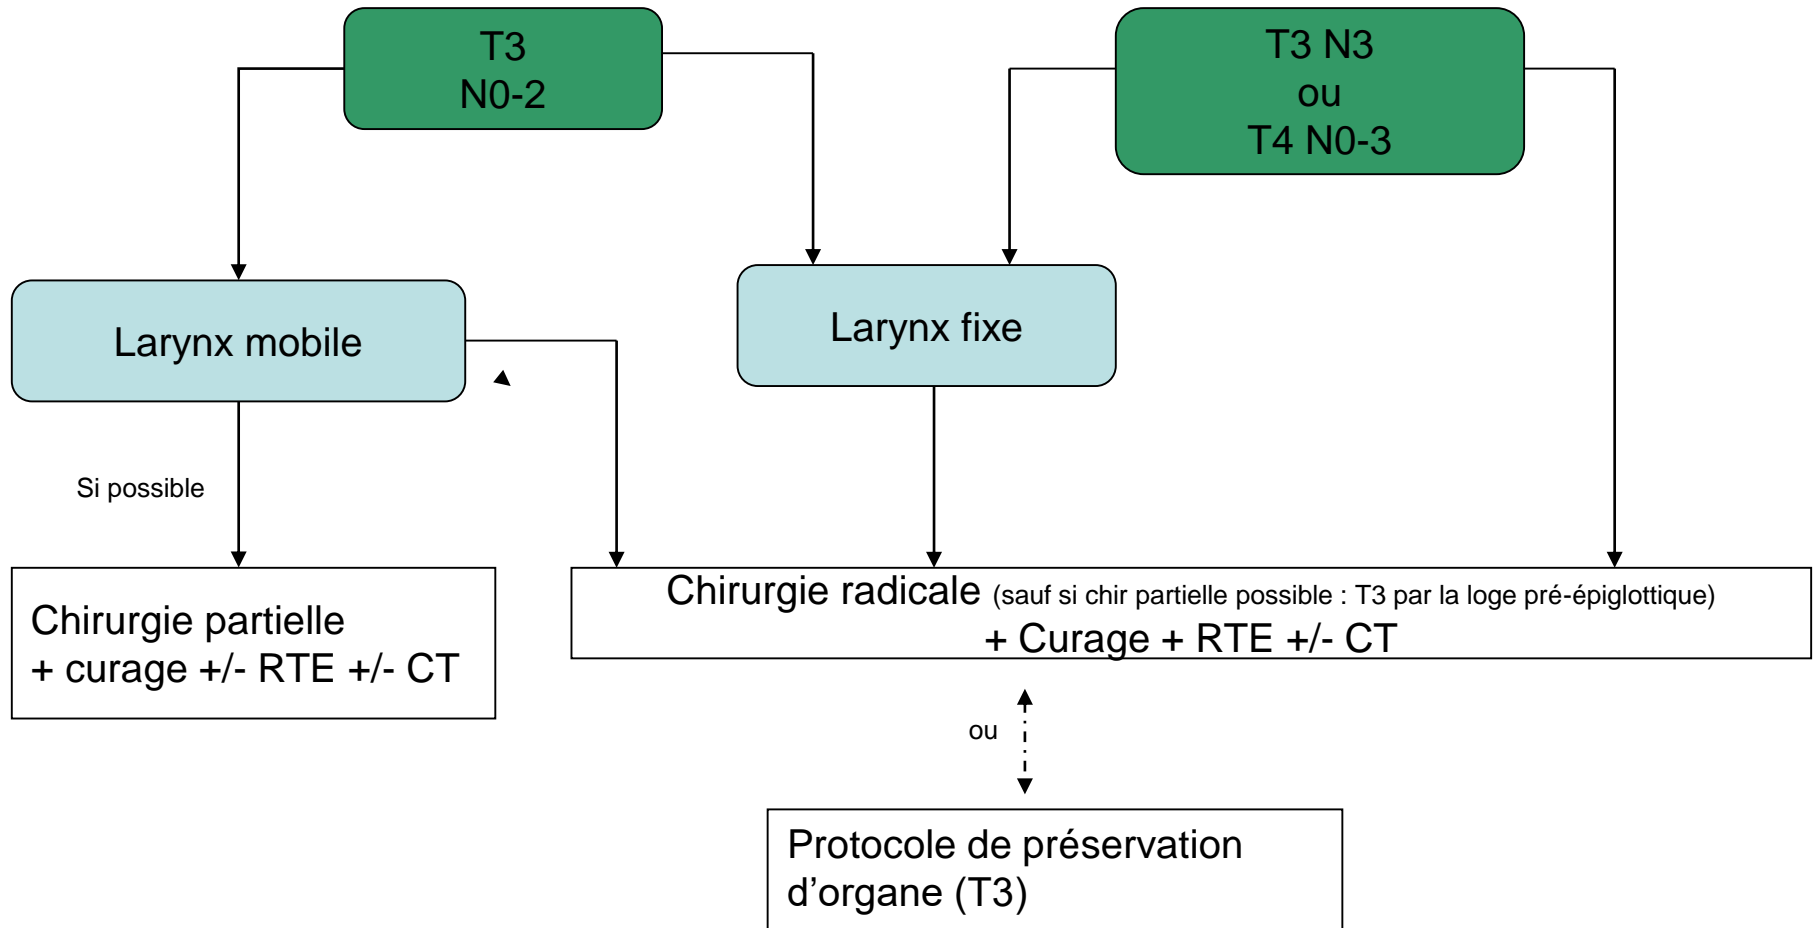 T3
N0-2
T3 N3
ou
T4 N0-3
Larynx mobile
Larynx fixe
Si possible
Chirurgie partielle
+ curage +/- RTE +/- CT
Chirurgie radicale (sauf si chir partielle possible : T3 par la loge pré-épiglottique)
+ Curage + RTE +/- CT
ou
Protocole de préservation
d’organe (T3)